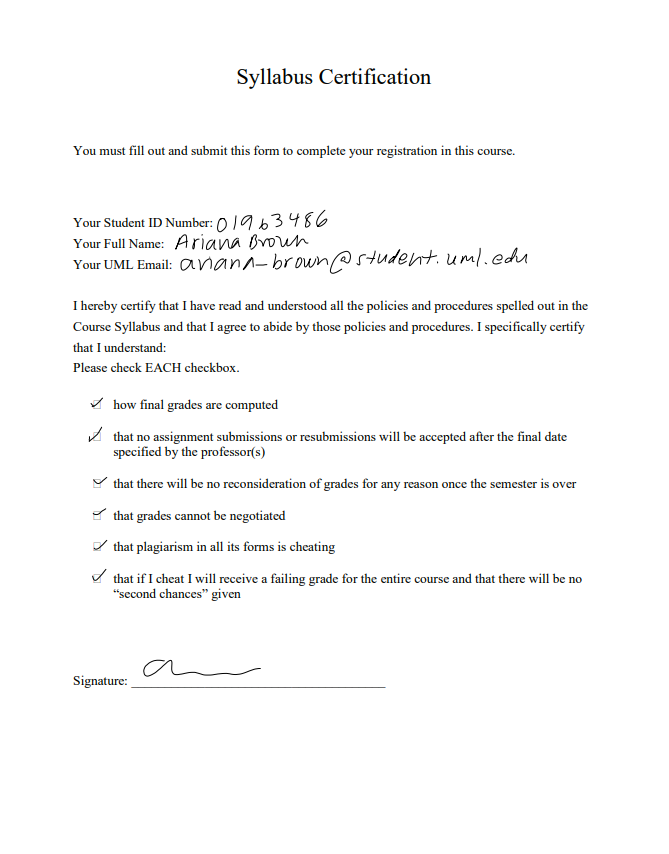 Syllabus Certification
You must fill out and submit this form to complete your registration in this course.
Your Student ID Number: 01963486
Your Full Name: Ariana Brown
Your UML Email: ariana-brown@student.uml.edu
I hereby certify that I have read and understood all the policies and procedures spelled out in the
Course Syllabus and that I agree to abide by those policies and procedures. I specifically certify
that I understand:
Please check EACH checkbox.
how final grades are computed
that no assignment submissions or resubmissions will be accepted after the final date
specified by the professor(s)
that there will be no reconsideration of grades for any reason once the semester is over
that grades cannot be negotiated
that plagiarism in all its forms is cheating
that if I cheat I will receive a failing grade for the entire course and that there will be no
“second chances” given
Signature: